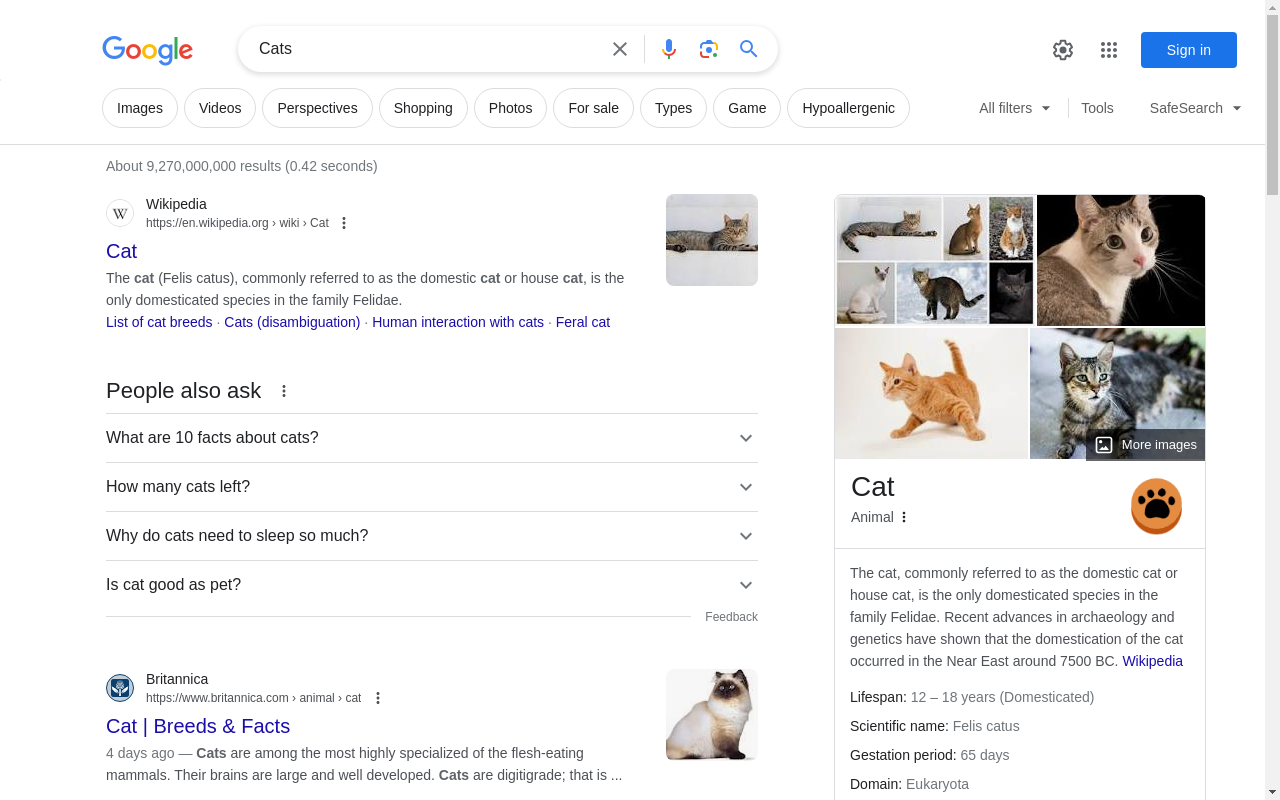 Google
Cats
Sign in
Images
Videos
Perspectives
Shopping
Photos
For sale
Types
Game
Hypoallergenic
All filters
Tools
SafeSearch
About 9,270,000,000 results (0.42 seconds)
W
Wikipedia
https://en.wikipedia.org › wiki › Cat
Cat
The cat (Felis catus), commonly referred to as the domestic cat or house cat, is the
only domesticated species in the family Felidae.
List of cat breeds · Cats (disambiguation) · Human interaction with cats · Feral cat
People also ask
What are 10 facts about cats?
How many cats left?
Why do cats need to sleep so much?
Is cat good as pet?
Feedback
Britannica
https://www.britannica.com › animal › cat
Cat | Breeds & Facts
4 days ago — Cats are among the most highly specialized of the flesh-eating
mammals. Their brains are large and well developed. Cats are digitigrade; that is ...
More images
Cat
Animal
The cat, commonly referred to as the domestic cat or
house cat, is the only domesticated species in the
family Felidae. Recent advances in archaeology and
genetics have shown that the domestication of the cat
occurred in the Near East around 7500 BC. Wikipedia
Lifespan: 12 – 18 years (Domesticated)
Scientific name: Felis catus
Gestation period: 65 days
Domain: Eukaryota